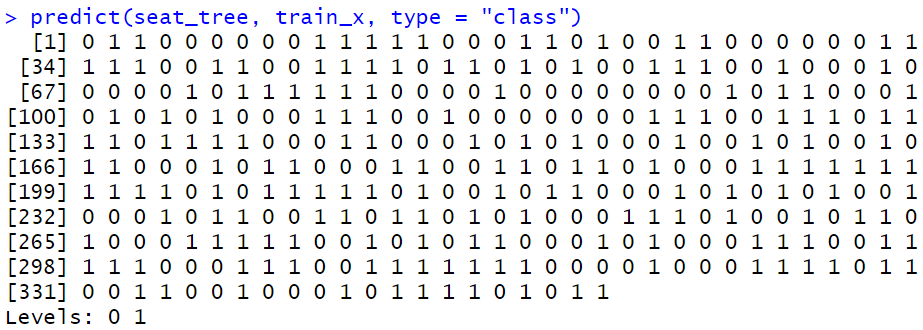 > predict(seat_tree, train_x, type = "class")
[1] 0 1 1 0 0 0 0 0 0 1 1 1 1 1 0 0 0 1 1 0 1 0 0 1 1 0 0 0 0 0 0 1 1
[34] 1 1 1 0 0 1 1 0 0 1 1 1 1 0 1 1 0 1 0 1 0 0 1 1 1 0 0 1 0 0 0 1 0
[67] 0 0 0 0 1 0 1 1 1 1 1 1 0 0 0 0 1 0 0 0 0 0 0 0 0 1 0 1 1 0 0 0 1
[100] 0 1 0 1 0 1 0 0 0 1 1 1 0 0 1 0 0 0 0 0 0 0 0 1 1 1 0 0 1 1 1 0 1 1
[133] 1 1 0 1 1 1 1 0 0 0 1 1 0 0 0 1 0 1 0 1 0 0 0 1 0 0 1 0 1 0 0 1 0
[166] 1 1 0 0 0 1 0 1 1 0 0 0 1 1 0 0 1 1 0 1 1 0 1 0 0 0 1 1 1 1 1 1 1
[199] 1 1 1 1 0 1 0 1 1 1 1 1 0 1 0 0 1 0 1 1 0 0 0 1 0 1 0 1 0 1 0 0 1
[232] 0 0 0 1 0 1 1 0 0 1 1 0 1 1 0 1 0 1 0 0 0 1 1 1 0 1 0 0 1 0 1 1 0
[265] 1 0 0 0 1 1 1 1 1 0 0 1 0 1 0 1 1 0 0 0 1 0 1 0 0 0 1 1 1 0 0 1 1
[298] 1 1 1 0 0 0 1 1 1 0 0 1 1 1 1 1 1 1 0 0 0 0 1 0 0 0 1 1 1 1 0 1 1
[331] 0 0 1 1 0 0 1 0 0 0 1 0 1 1 1 1 0 1 0 1 1
Levels: 0 1